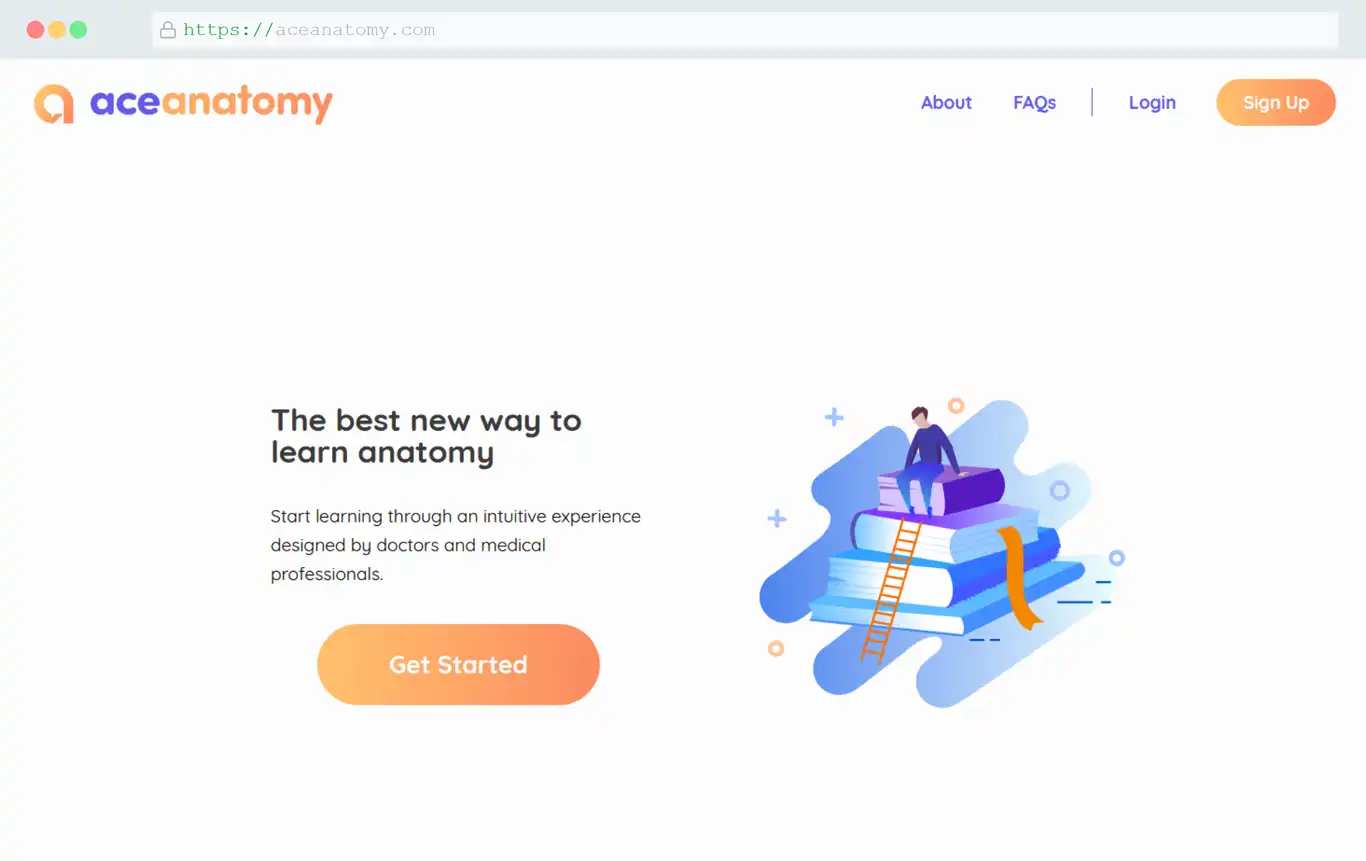 https://aceanatomy.com
aceanatomy
About
FAQs
Login
Sign Up
The best new way to
learn anatomy
Start learning through an intuitive experience
designed by doctors and medical
professionals.
Get Started